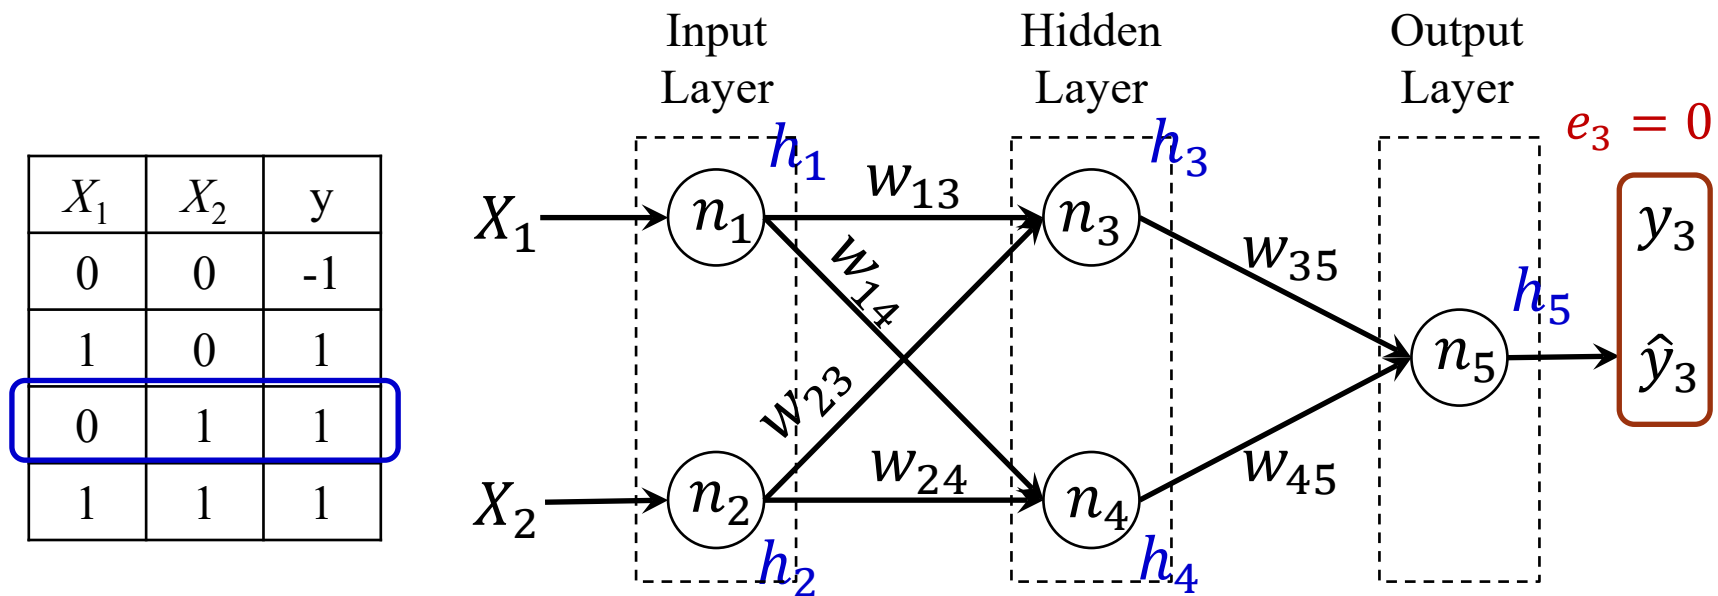 X₁ X₂ y
0 0 -1
1 0 1
0 1 1
1 1 1
Input Layer
Hidden Layer
Output Layer
X₁
X₂
n₁
n₂
h₁
h₂
w₁₃
w₁₄
w₂₃
w₂₄
h₃
n₃
n₄
h₄
w₃₅
w₄₅
n₅
h₅
e₃ = 0
y₃
ŷ₃